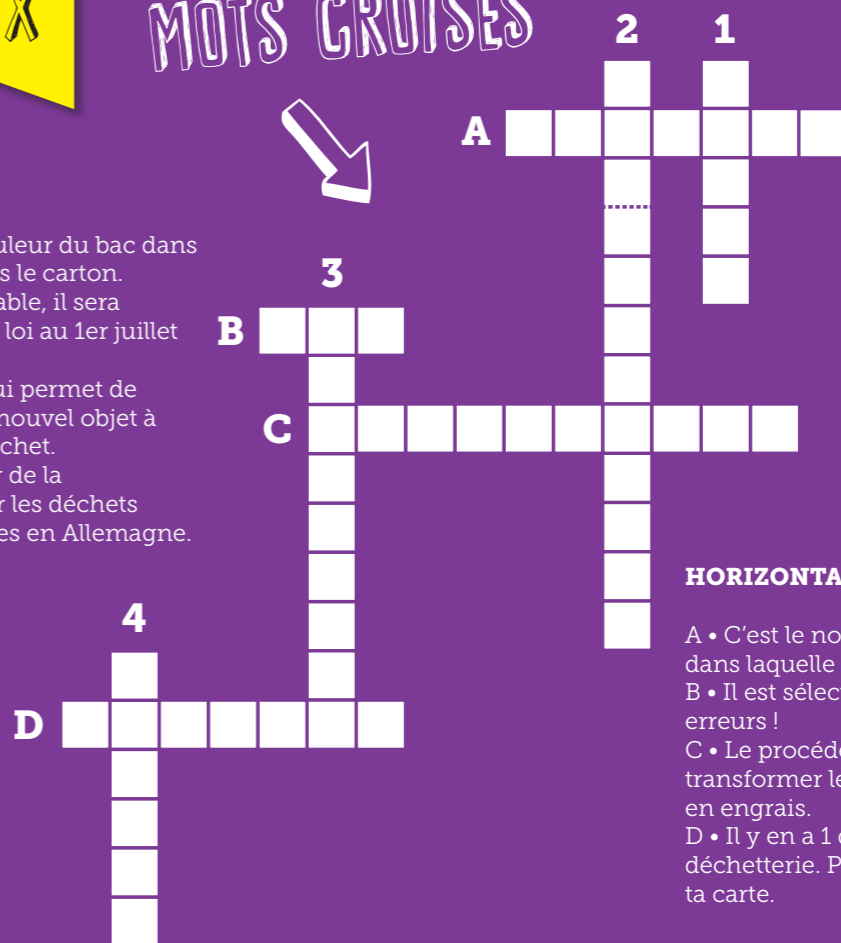 MOTS CROISÉS
2 1
A
3
B
C
4
D
uleur du bac dans
s le carton.
able, il sera
loi au 1er juillet
ui permet de
nouvel objet à
chet.
r de la
r les déchets
es en Allemagne.
HORIZONTA
A • C’est le no
dans laquelle
B • Il est sélec
erreurs !
C • Le procédé
transformer le
en engrais.
D • Il y en a 1
déchetterie. P
ta carte.